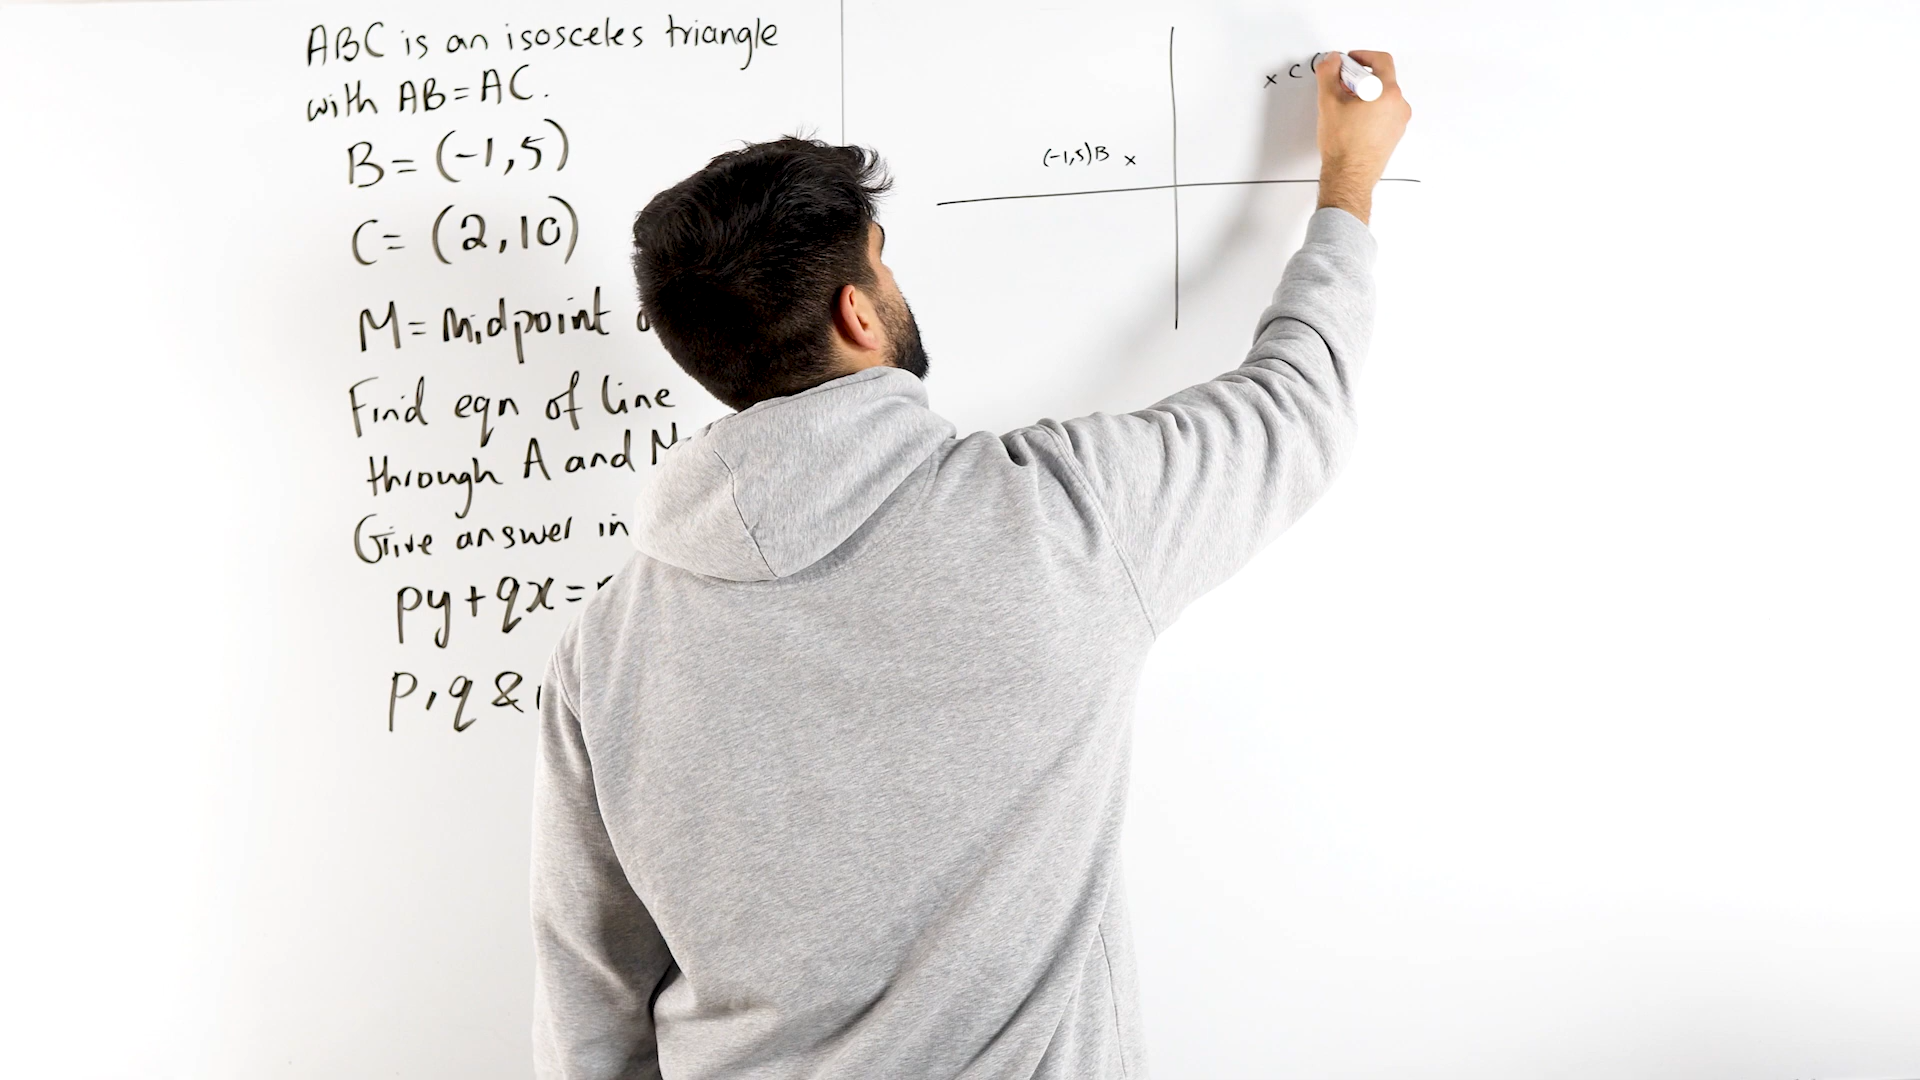 ABC is an isosceles triangle
with AB = AC.
B = (-1,5)
C = (2,10)
M = midpoint
Find eqn of line
through A and
Give answer in
py + qx =
p, q &
(-1,5) B x
x C (